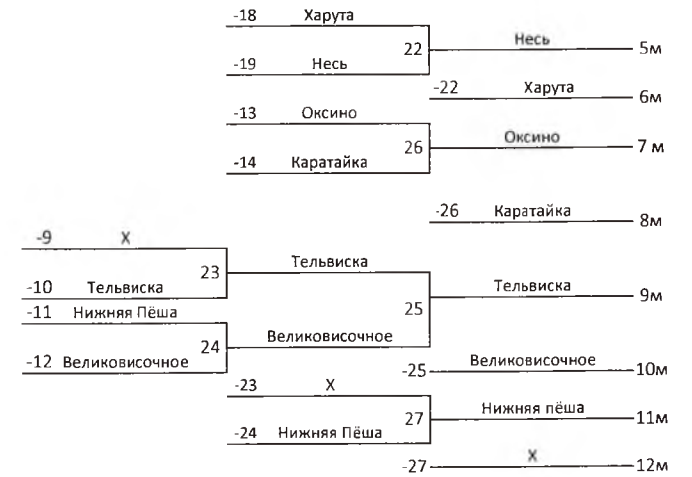 -18 Харута
22 Несь 5м
-19 Несь
-22 Харута 6м
-13 Оксино
26 Оксино 7 м
-14 Каратайка
-26 Каратайка 8м
-9 Х
23 Тельвиска
-10 Тельвиска
25 Тельвиска 9м
-11 Нижняя Пёша
24 Великовисочное
-12 Великовисочное
-25 Великовисочное 10м
-23 Х
27 Нижняя пёша 11м
-24 Нижняя Пёша
-27 Х 12м